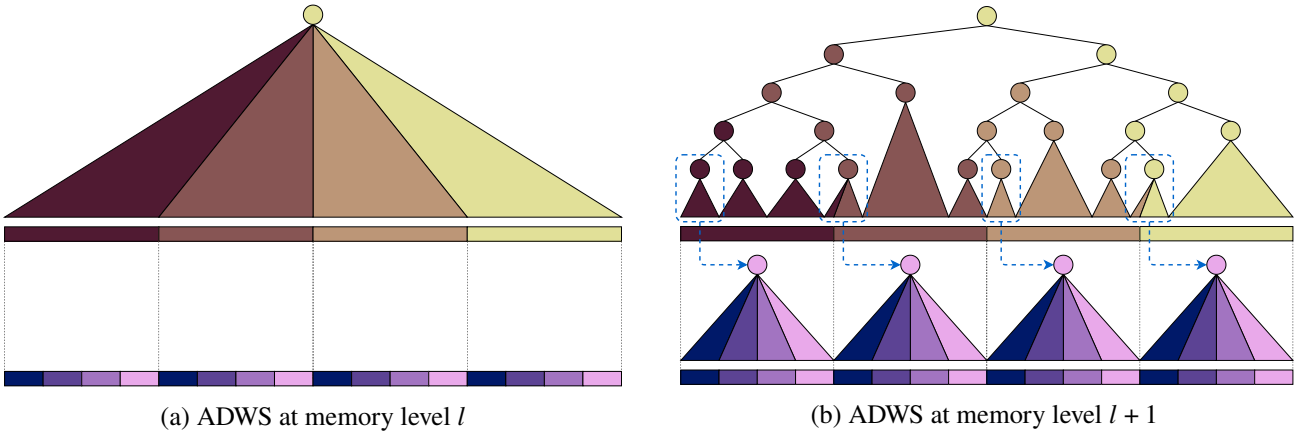 (a) ADWS at memory level l
(b) ADWS at memory level l + 1